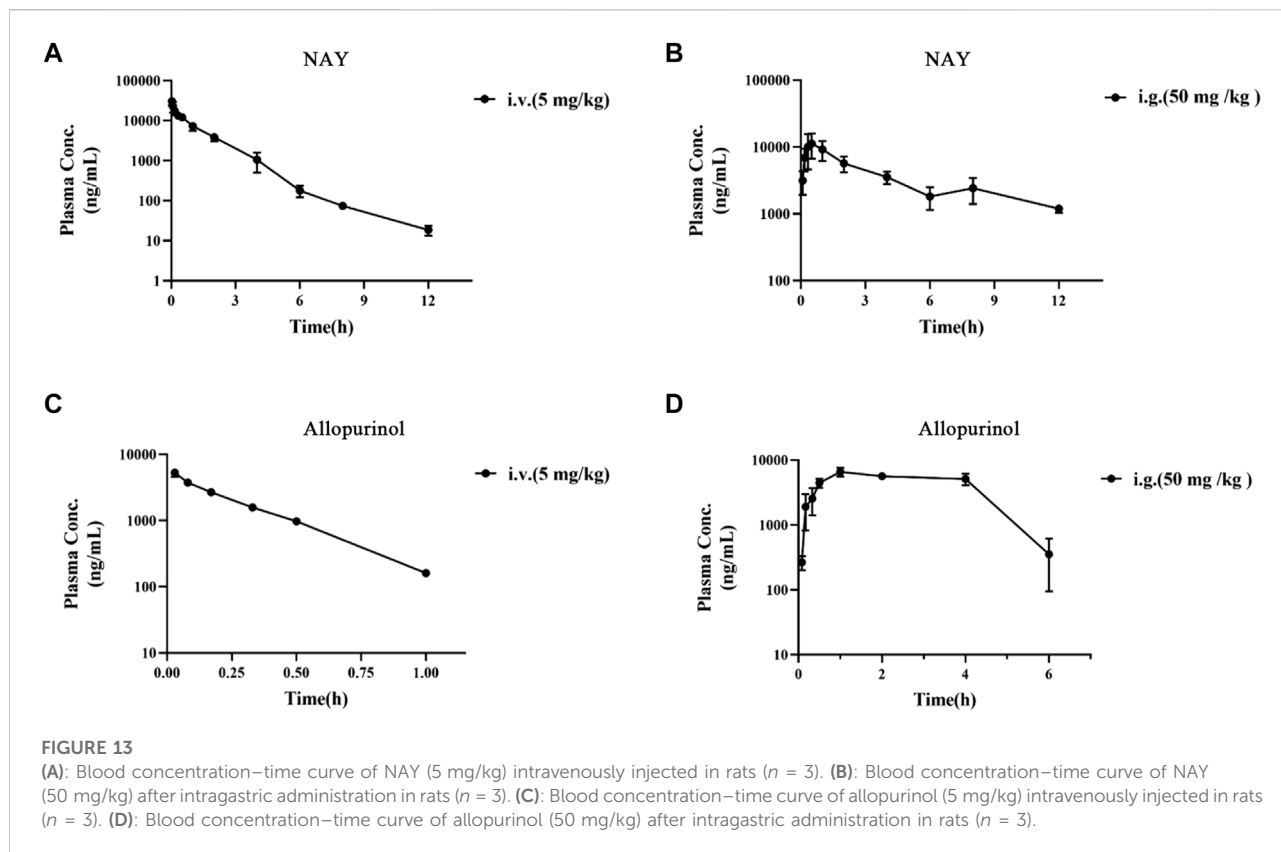 A
NAY
100000
10000
1000
100
10
1
Plasma Conc.
(ng/mL)
0 3 6 9 12
Time(h)
i.v.(5 mg/kg)
B
NAY
100000
10000
1000
100
Plasma Conc.
(ng/mL)
0 3 6 9 12
Time(h)
i.g.(50 mg /kg )
C
Allopurinol
10000
1000
100
10
Plasma Conc.
(ng/mL)
0.00 0.25 0.50 0.75 1.00
Time(h)
i.v.(5 mg/kg)
D
Allopurinol
10000
1000
100
10
Plasma Conc.
(ng/mL)
0 2 4 6
Time(h)
i.g.(50 mg /kg )
FIGURE 13
(A): Blood concentration–time curve of NAY (5 mg/kg) intravenously injected in rats (n = 3). (B): Blood concentration–time curve of NAY
(50 mg/kg) after intragastric administration in rats (n = 3). (C): Blood concentration–time curve of allopurinol (5 mg/kg) intravenously injected in rats
(n = 3). (D): Blood concentration–time curve of allopurinol (50 mg/kg) after intragastric administration in rats (n = 3).